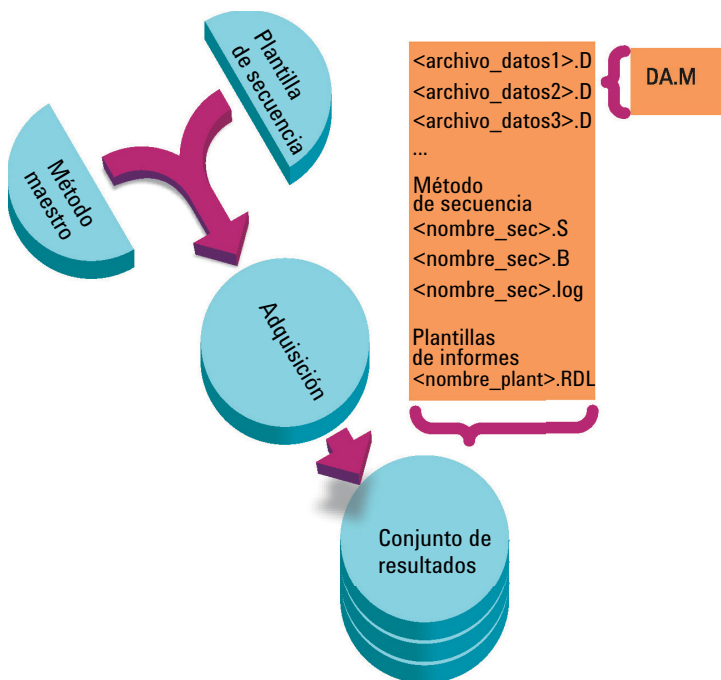 Plantilla
de secuencia
Método
maestro
Adquisición
Conjunto de
resultados
<archivo_datos1>.D
<archivo_datos2>.D
<archivo_datos3>.D
...
Método
de secuencia
<nombre_sec>.S
<nombre_sec>.B
<nombre_sec>.log
Plantillas
de informes
<nombre_plant>.RDL
DA.M